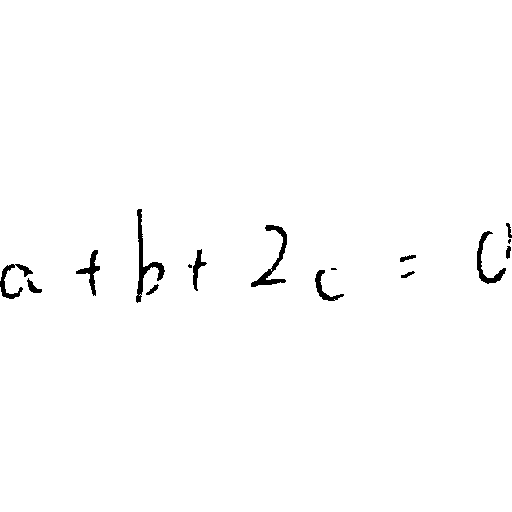 a + b + 2c = 0